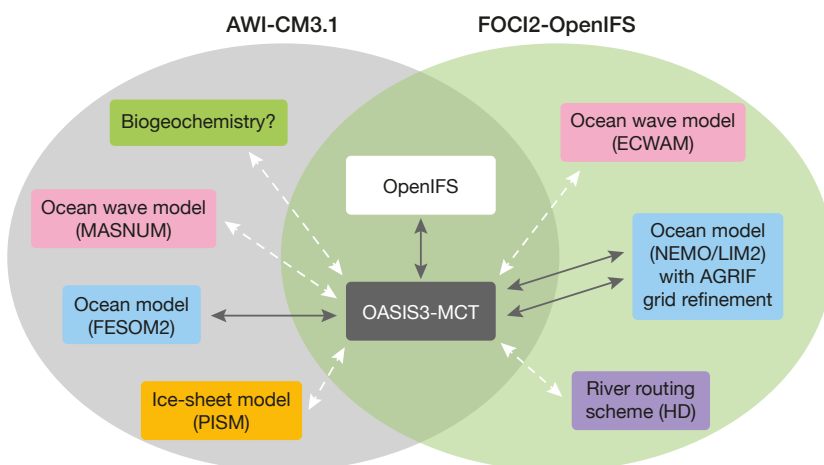 AWI-CM3.1
FOCI2-OpenIFS
Biogeochemistry?
Ocean wave model
(ECWAM)
OpenIFS
Ocean wave model
(MASNUM)
Ocean model
(NEMO/LIM2)
with AGRIF
grid refinement
Ocean model
(FESOM2)
OASIS3-MCT
Ice-sheet model
(PISM)
River routing
scheme (HD)